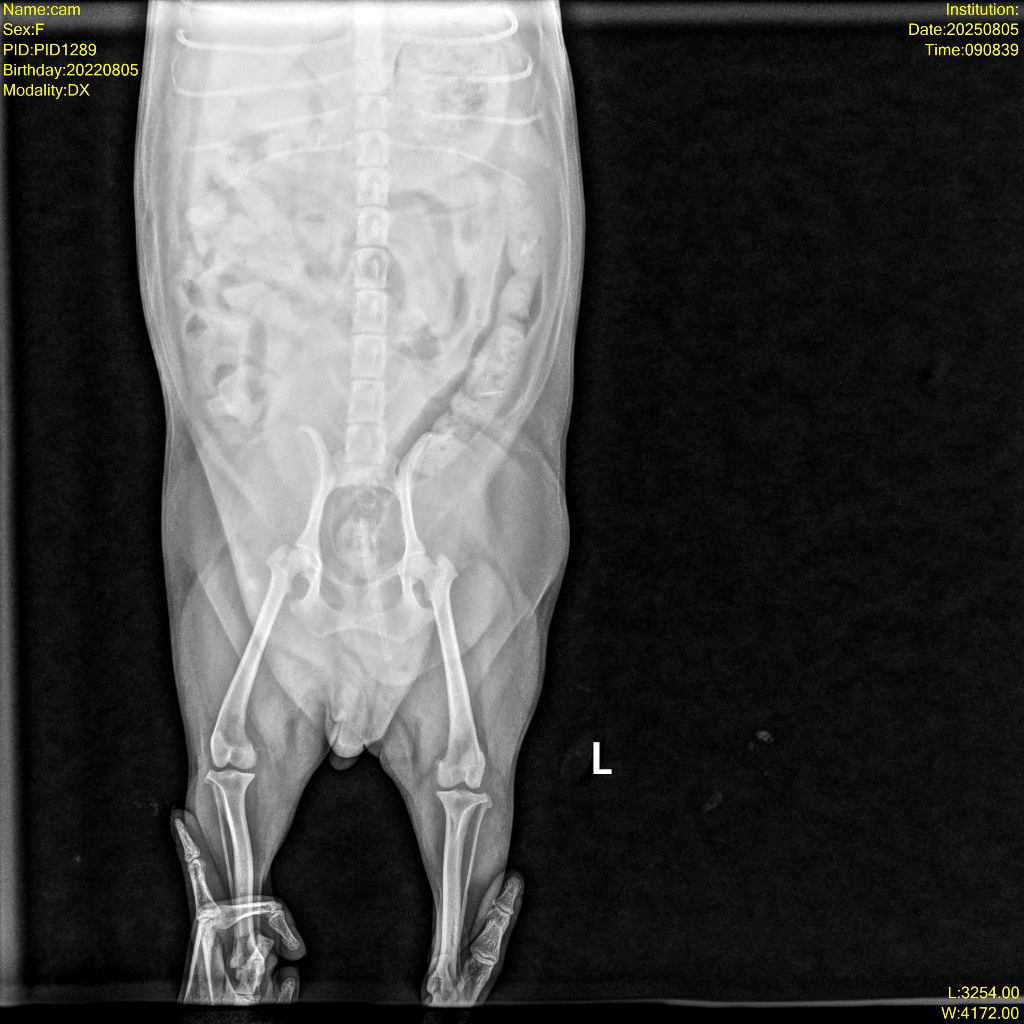 Name:cam
Sex:F
PID:PID1289
Birthday:20220805
Modality:DX
Institution:
Date:20250805
Time:090839
L
L:3254.00
W:4172.00